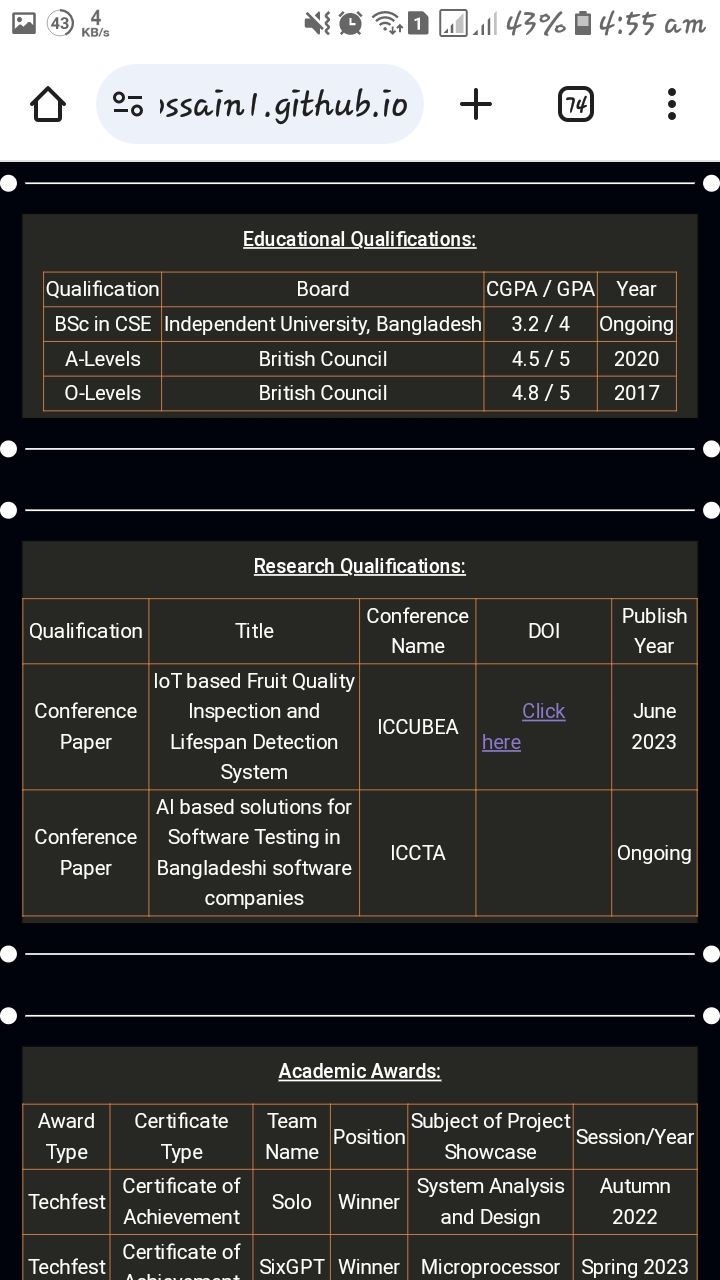 43 4 KB/s 1 43% 4:55 am
ssain1.github.io 74
Educational Qualifications:
Qualification Board CGPA / GPA Year
BSc in CSE Independent University, Bangladesh 3.2 / 4 Ongoing
A-Levels British Council 4.5 / 5 2020
O-Levels British Council 4.8 / 5 2017
Research Qualifications:
Qualification Title Conference Name DOI Publish Year
Conference Paper IoT based Fruit Quality Inspection and Lifespan Detection System ICCUBEA Click here June 2023
Conference Paper AI based solutions for Software Testing in Bangladeshi software companies ICCTA Ongoing
Academic Awards:
Award Type Certificate Type Team Name Position Subject of Project Showcase Session/Year
Techfest Certificate of Achievement Solo Winner System Analysis and Design Autumn 2022
Techfest Certificate of Achievement SixGPT Winner Microprocessor Spring 2023